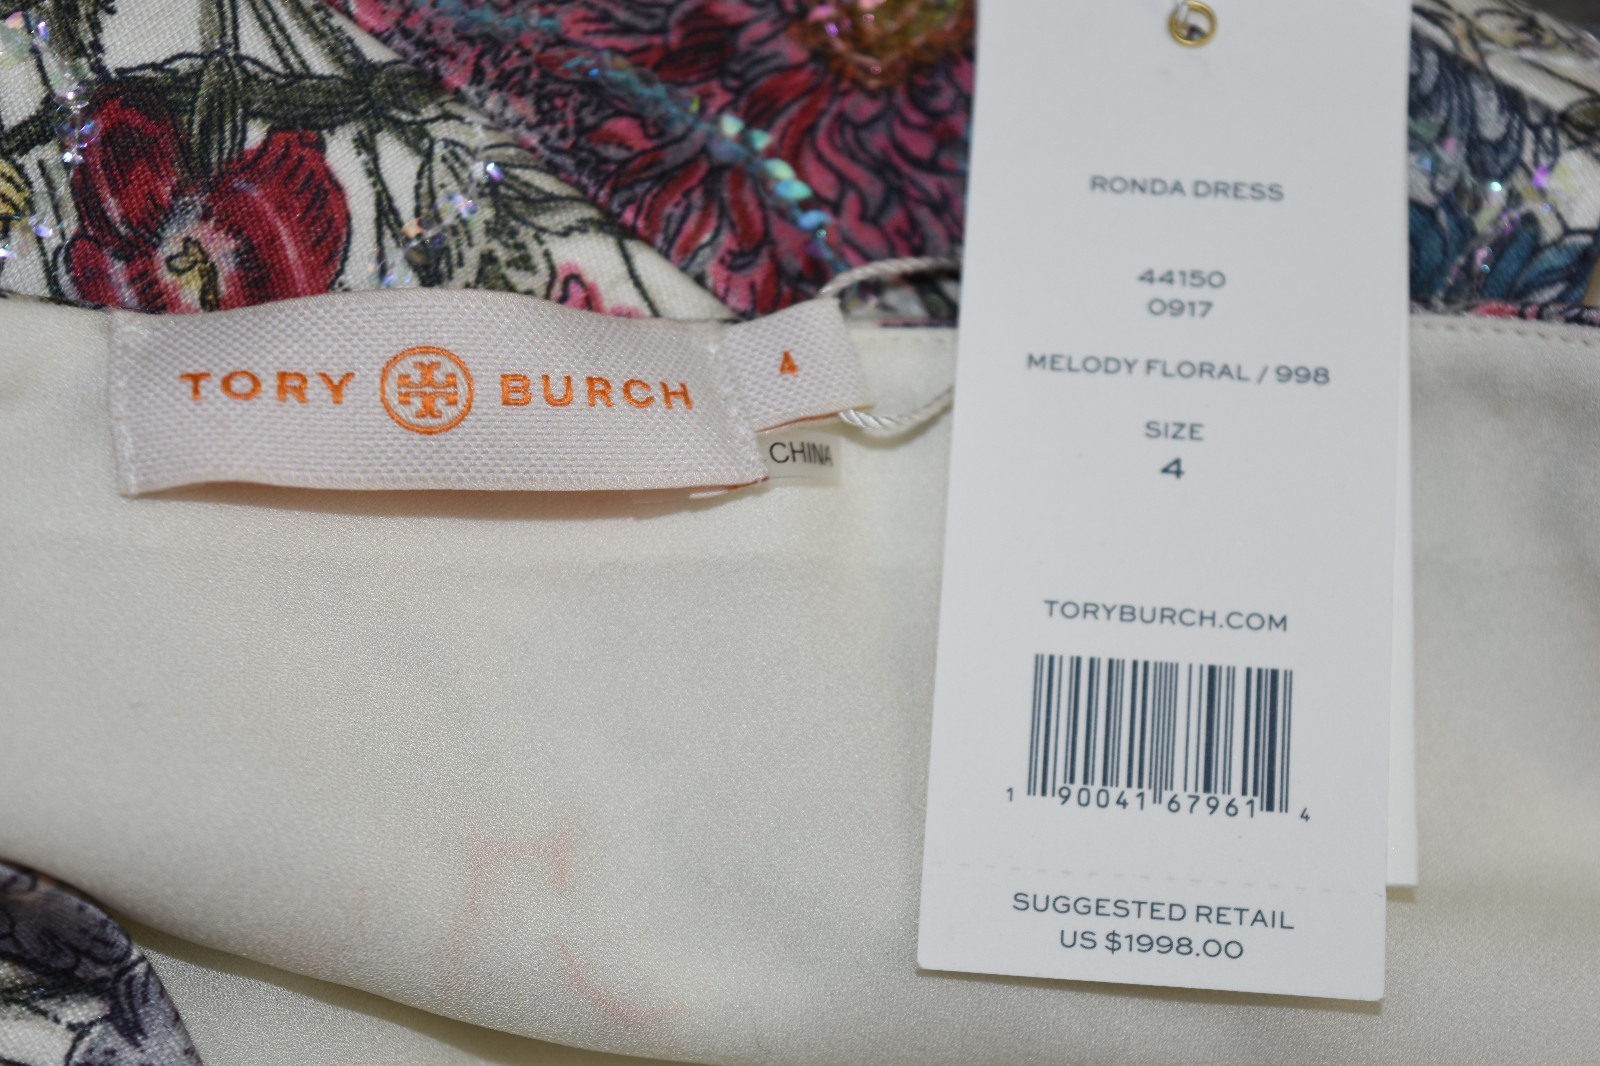 TORY BURCH
4
CHINA
RONDA DRESS
44150
0917
MELODY FLORAL / 998
SIZE
4
TORYBURCH.COM
1 90041 67961 4
SUGGESTED RETAIL
US $1998.00